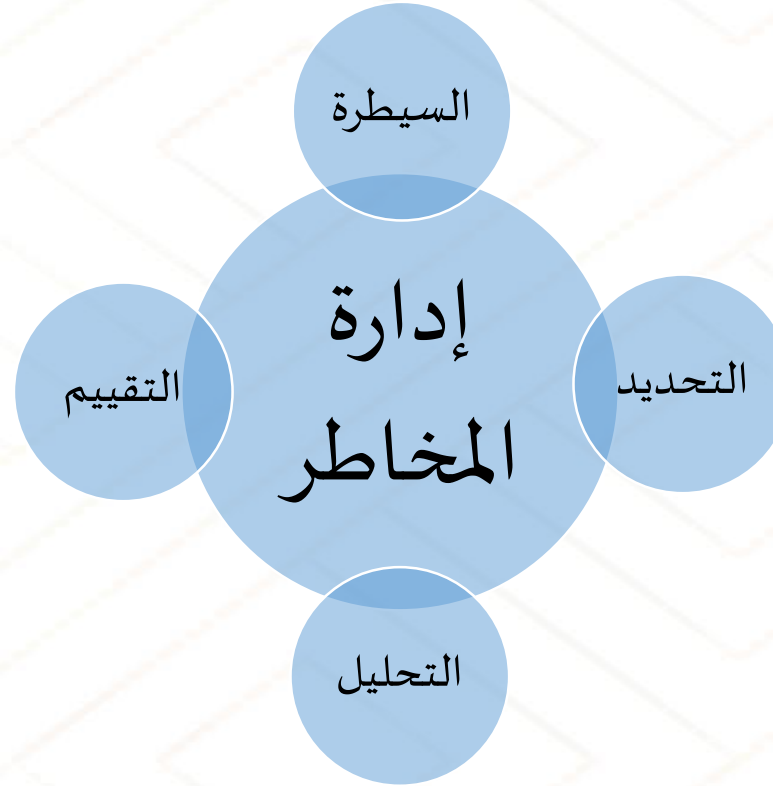 السيطرة
إدارة
المخاطر
التحديد
التقييم
التحليل